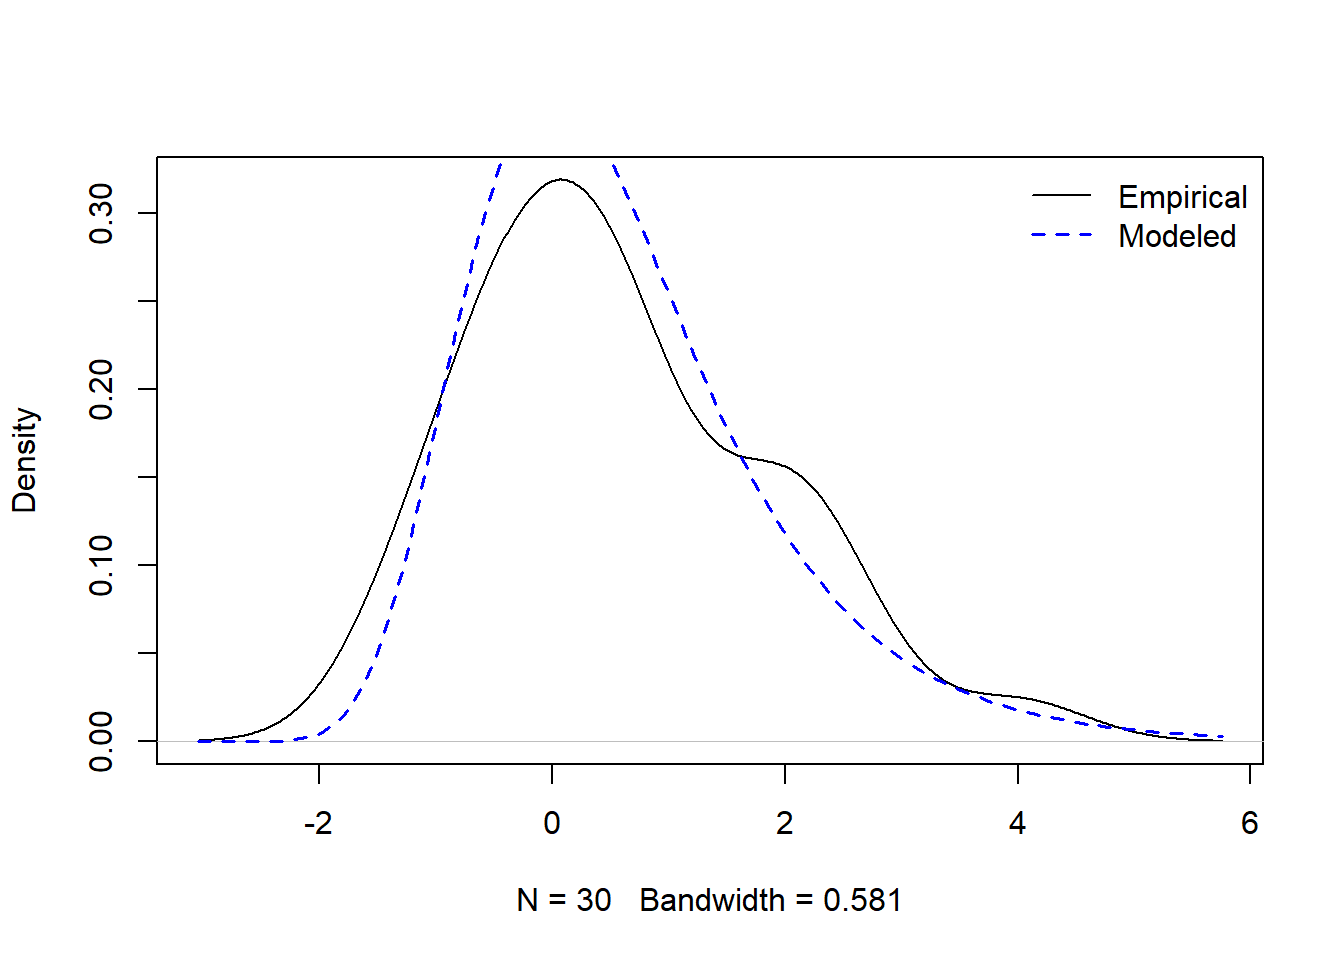 Empirical
Modeled
Density
0.30
0.20
0.10
0.00
-2 0 2 4 6
N = 30 Bandwidth = 0.581